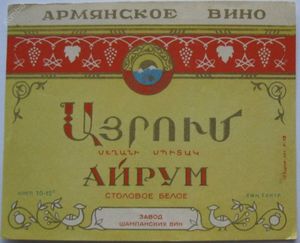 АРМЯНСКОЕ ВИНО
ԱՅՐՈՒՄ
ՍԵՂԱՆԻ ՍՊԻՏԱԿ
АЙРУМ
СТОЛОВОЕ БЕЛОЕ
ЗАВОД
ШАМПАНСКИХ ВИН